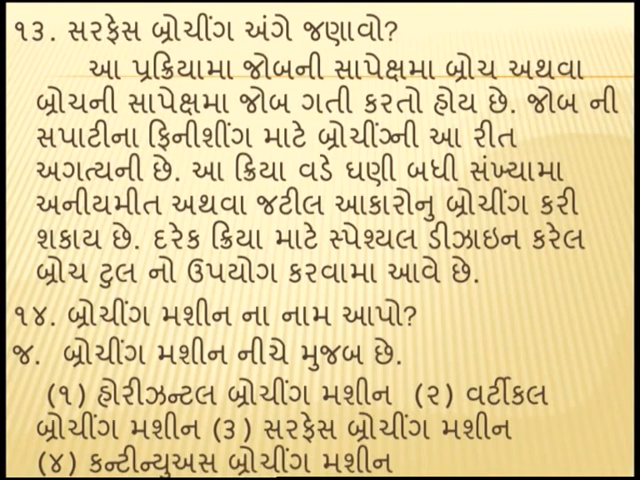 ૧૩. સરફેસ બ્રોચીંગ અંગે જણાવો?
આ પ્રક્રિયામા જોબની સાપેક્ષમા બ્રોચ અથવા
બ્રોચની સાપેક્ષમા જોબ ગતી કરતો હોય છે. જોબ ની
સપાટીના ફિનીશીંગ માટે બ્રોચીંગ્ની આ રીત
અગત્યની છે. આ ક્રિયા વડે ઘણી બધી સંખ્યામા
અનીયમીત અથવા જટીલ આકારોનુ બ્રોચીંગ કરી
શકાય છે. દરેક ક્રિયા માટે સ્પેશ્યલ ડીઝાઇન કરેલ
બ્રોચ ટુલ નો ઉપયોગ કરવામા આવે છે.
૧૪. બ્રોચીંગ મશીન ના નામ આપો?
જ. બ્રોચીંગ મશીન નીચે મુજબ છે.
(૧) હોરીઝન્ટલ બ્રોચીંગ મશીન (૨) વર્ટીકલ
બ્રોચીંગ મશીન (૩) સરફેસ બ્રોચીંગ મશીન
(૪) કન્ટીન્યુઅસ બ્રોચીંગ મશીન